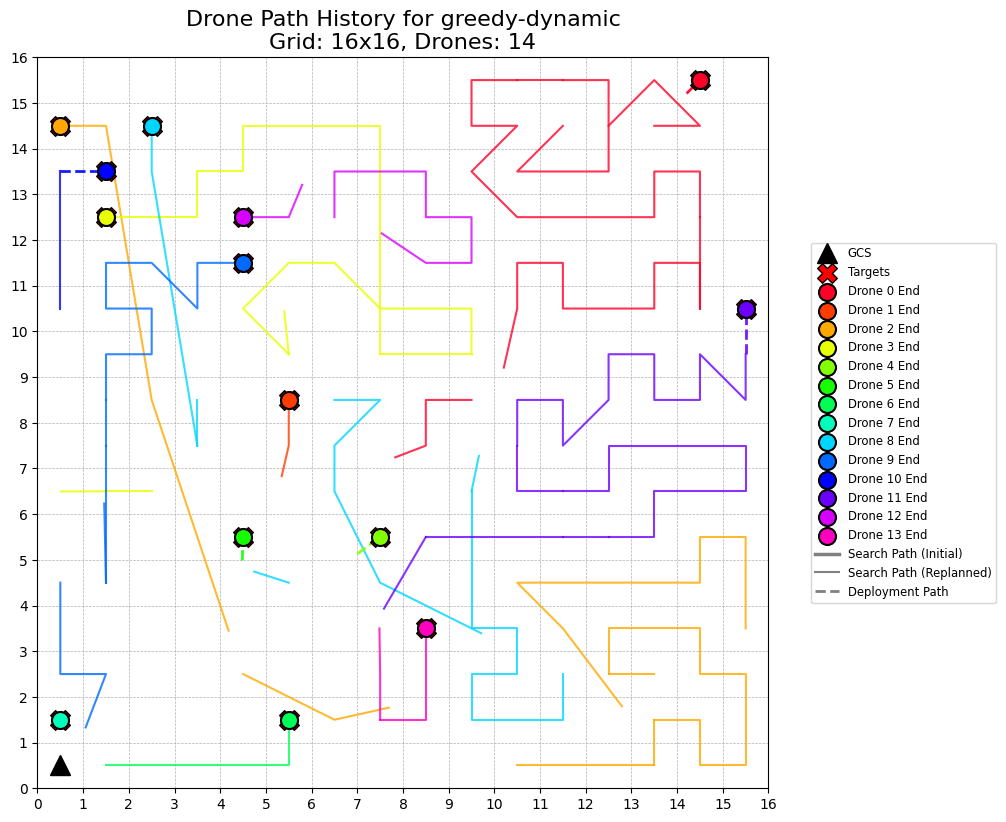 Drone Path History for greedy-dynamic
Grid: 16x16, Drones: 14
16
15
14
13
12
11
10
9
8
7
6
5
4
3
2
1
0
0 1 2 3 4 5 6 7 8 9 10 11 12 13 14 15 16
GCS
Targets
Drone 0 End
Drone 1 End
Drone 2 End
Drone 3 End
Drone 4 End
Drone 5 End
Drone 6 End
Drone 7 End
Drone 8 End
Drone 9 End
Drone 10 End
Drone 11 End
Drone 12 End
Drone 13 End
Search Path (Initial)
Search Path (Replanned)
Deployment Path